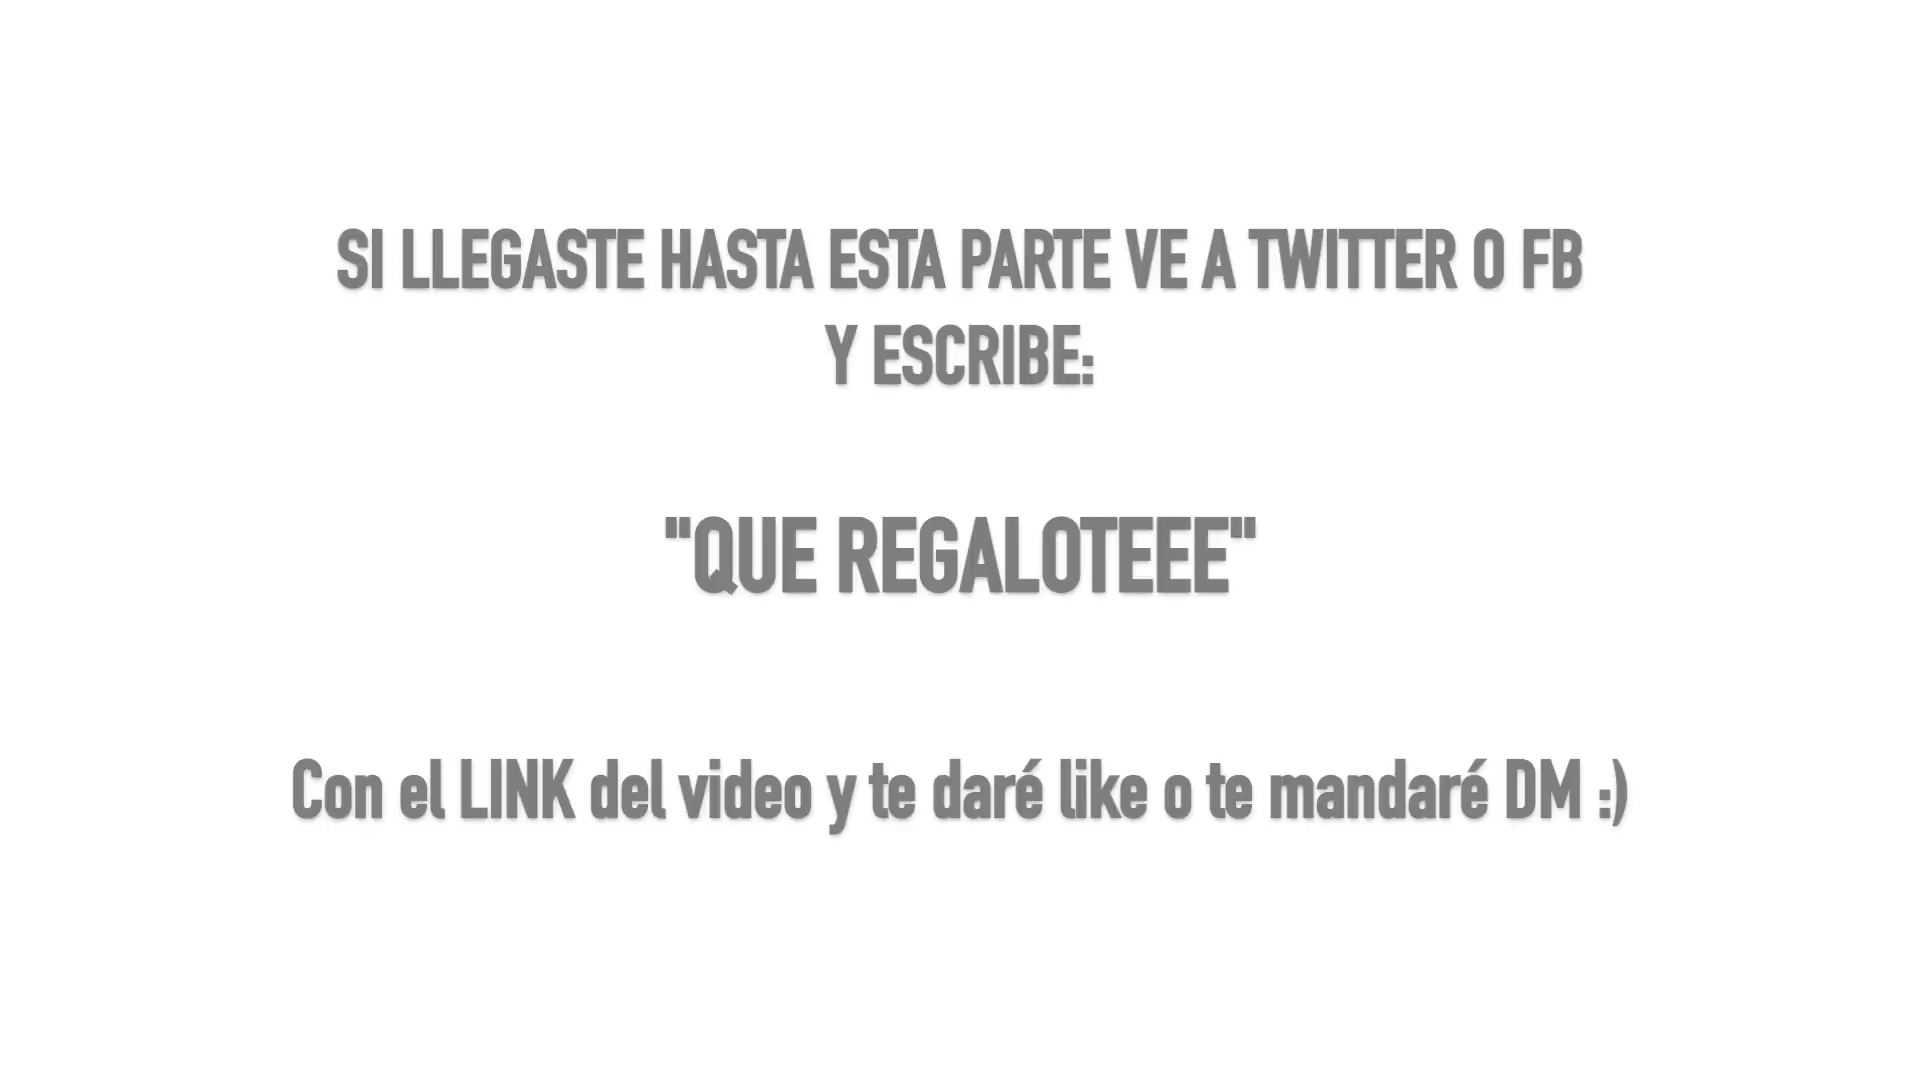 SI LLEGASTE HASTA ESTA PARTE VE A TWITTER O FB
Y ESCRIBE:
"QUE REGALOTEEE"
Con el LINK del video y te daré like o te mandaré DM :)